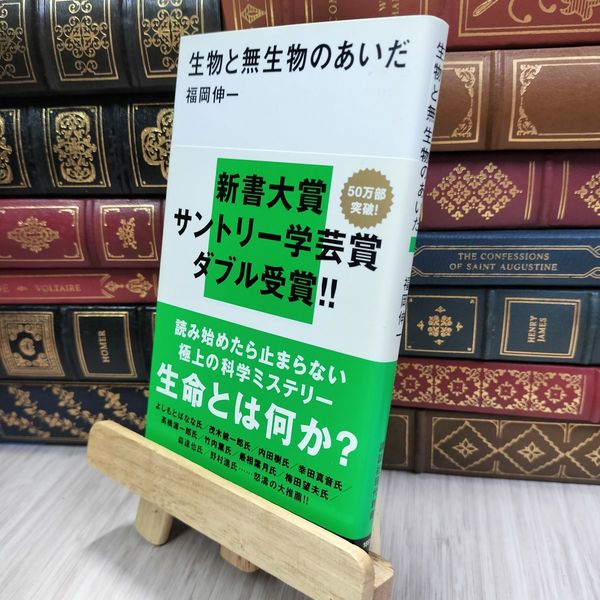 生物と無生物のあいだ
福岡伸一
新書大賞
サントリー学芸賞
ダブル受賞!!
50万部
突破!
読み始めたら止まらない
極上の科学ミステリー
生命とは何か?
よしもとばなな氏/茂木健一郎氏/内田樹氏/幸田真音氏/
高橋源一郎氏/竹内薫氏/最相葉月氏/梅田望夫氏/
森達也氏/野村進氏……怒濤の大推薦!!
生物と無生物のあいだ
福岡伸一
THE CONFESSIONS
OF SAINT AUGUSTINE
HENRY
JAMES
VOLTAIRE
HOMER